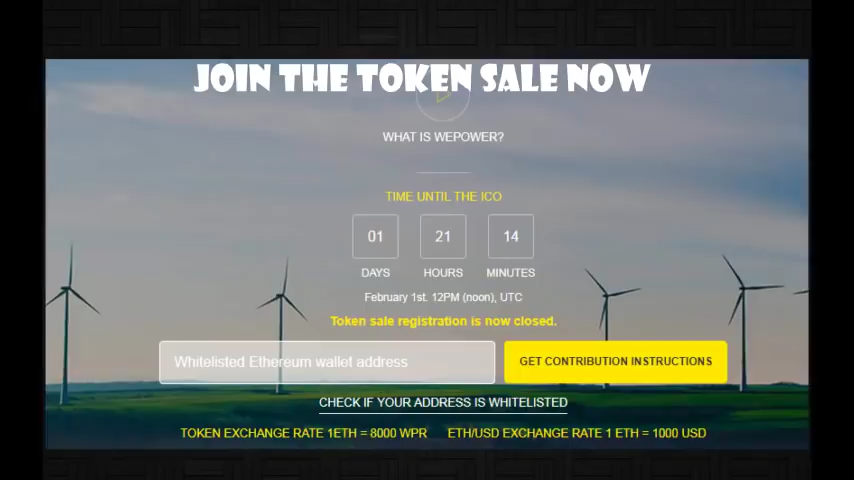 JOIN THE TOKEN SALE NOW
WHAT IS WEPOWER?
TIME UNTIL THE ICO
01 21 14
DAYS HOURS MINUTES
February 1st. 12PM (noon), UTC
Token sale registration is now closed.
Whitelisted Ethereum wallet address GET CONTRIBUTION INSTRUCTIONS
CHECK IF YOUR ADDRESS IS WHITELISTED
TOKEN EXCHANGE RATE 1ETH = 8000 WPR ETH/USD EXCHANGE RATE 1 ETH = 1000 USD